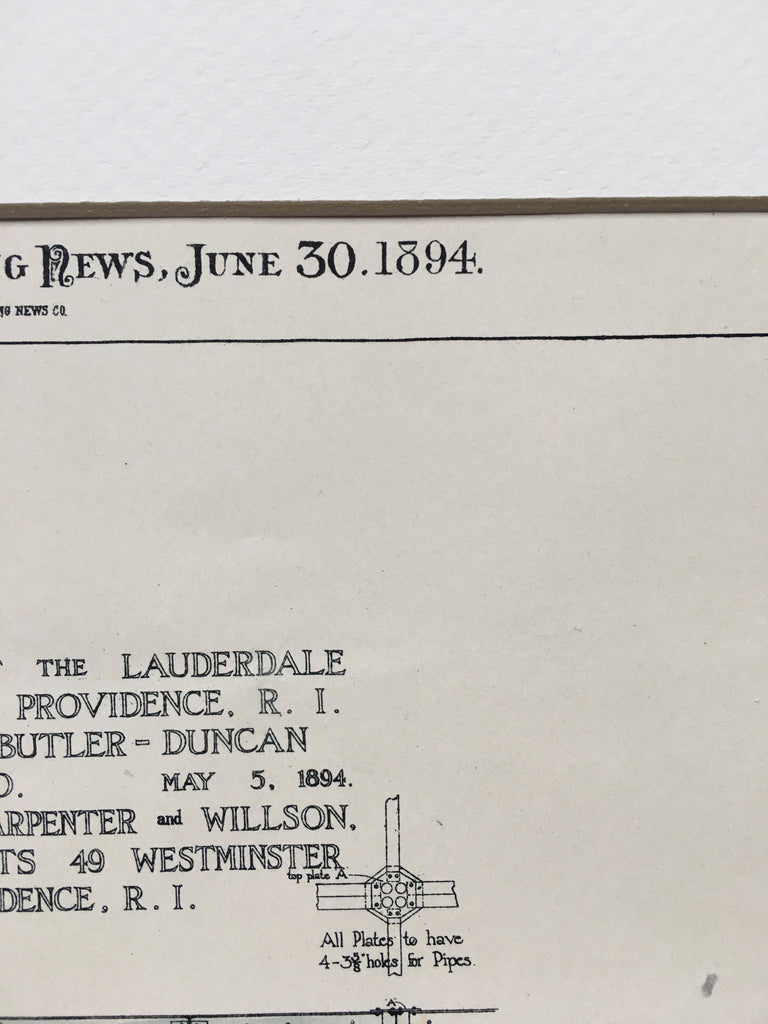 G NEWS, JUNE 30. 1894.
NG NEWS CO.
THE LAUDERDALE
PROVIDENCE, R. I.
BUTLER - DUNCAN
O. MAY 5, 1894.
ARPENTER and WILLSON,
TS 49 WESTMINSTER
DENCE, R. I.
top plate A
All Plates to have
4-3⅝" holes for Pipes.
A